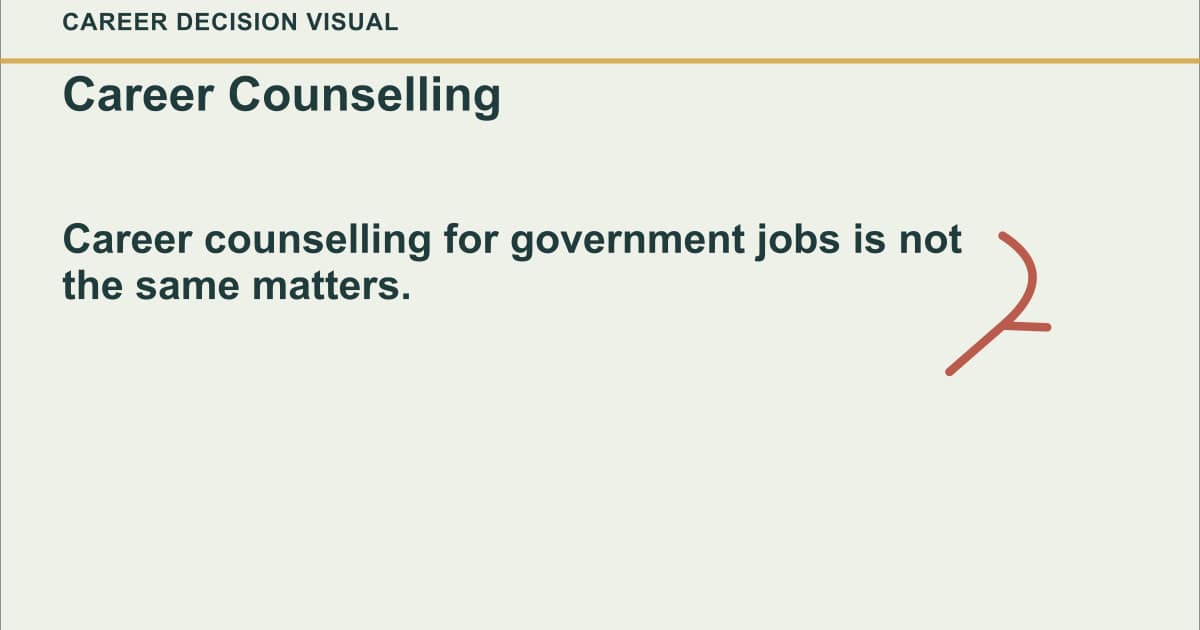 CAREER DECISION VISUAL
Career Counselling
Career counselling for government jobs is not
the same matters.